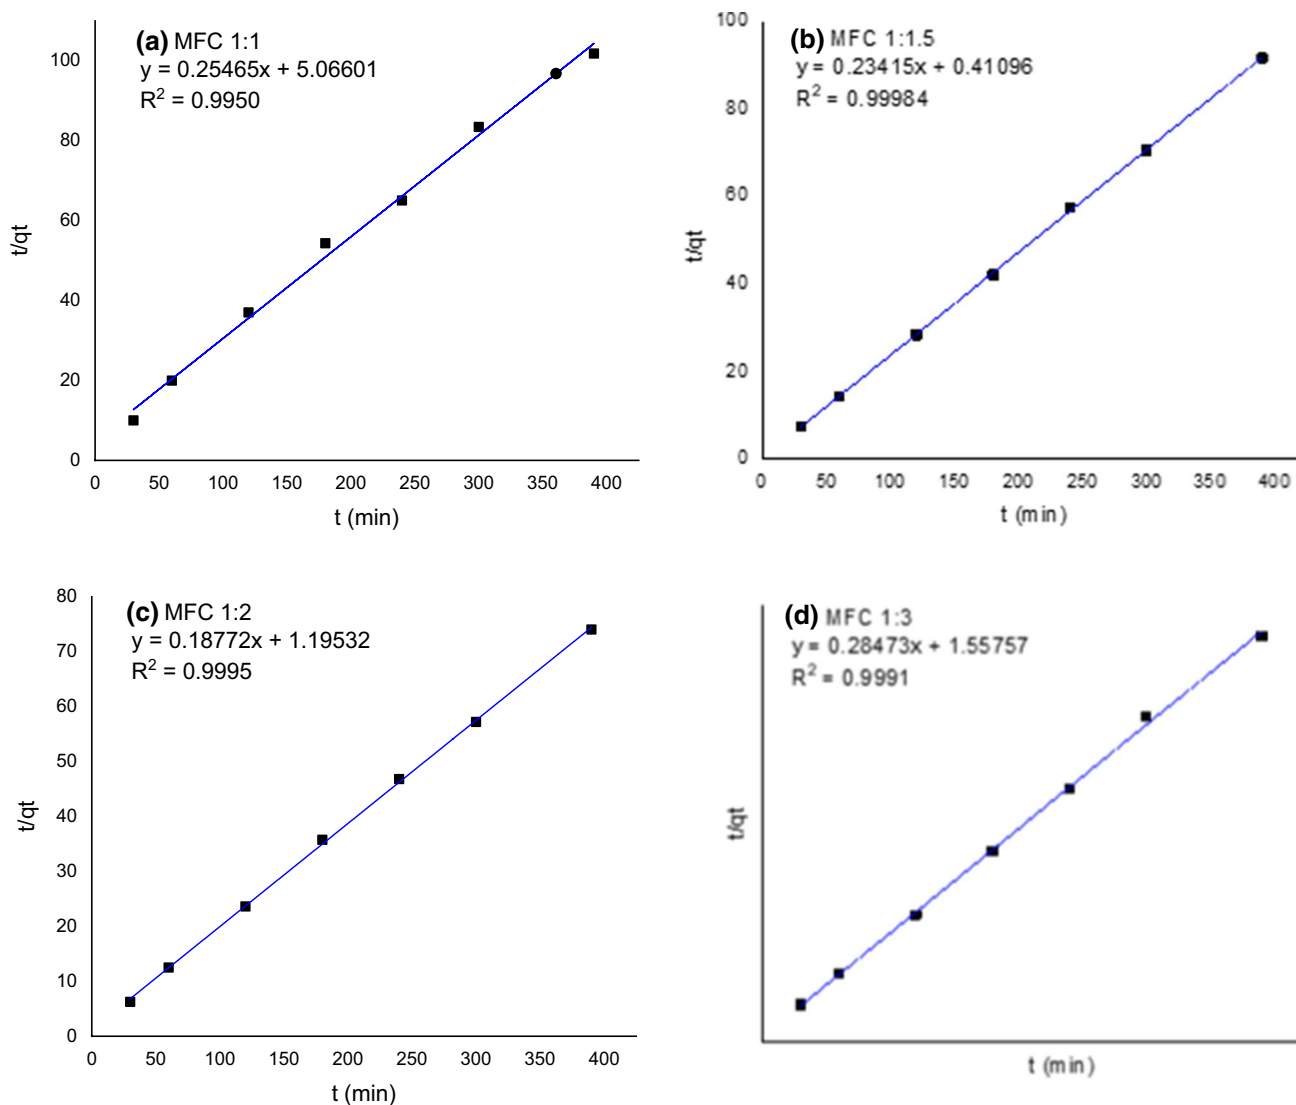 (a) MFC 1:1
y = 0.25465x + 5.06601
R² = 0.9950
100
80
60
40
20
0
t/qt
0 50 100 150 200 250 300 350 400
t (min)
(b) MFC 1:1.5
y = 0.23415x + 0.41096
R² = 0.99984
100
80
60
40
20
0
t/qt
0 50 100 150 200 250 300 350 400
t (min)
(c) MFC 1:2
y = 0.18772x + 1.19532
R² = 0.9995
80
70
60
50
40
30
20
10
0
t/qt
0 50 100 150 200 250 300 350 400
t (min)
(d) MFC 1:3
y = 0.28473x + 1.55757
R² = 0.9991
t/qt
t (min)